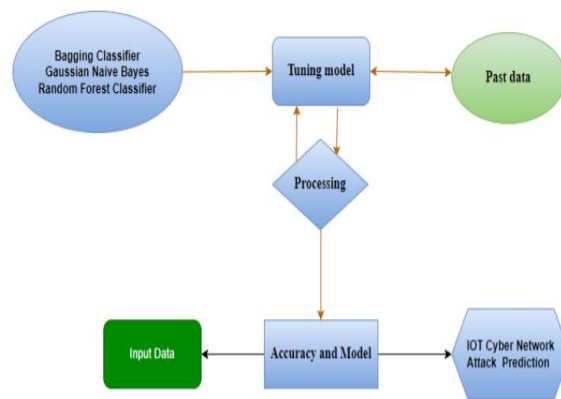 Bagging Classifier
Gaussian Naive Bayes
Random Forest Classifier
Tuning model
Past data
Processing
Input Data
Accuracy and Model
IOT Cyber Network
Attack Prediction